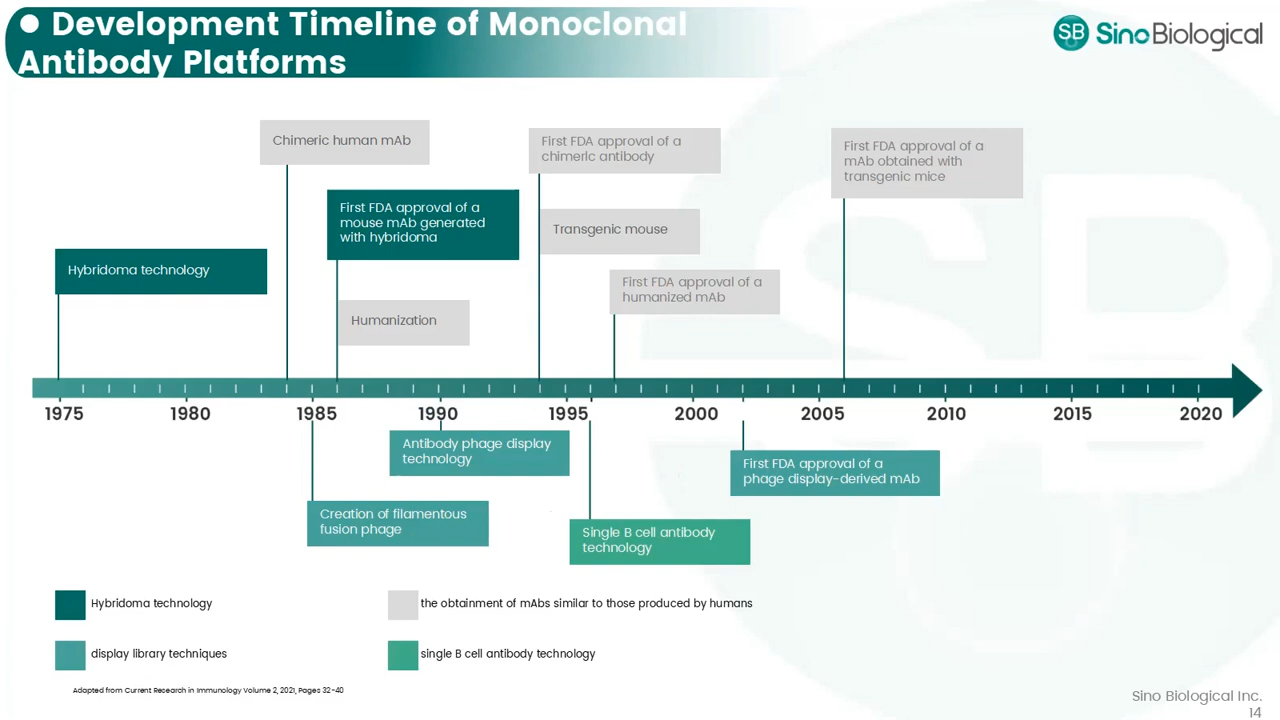 ● Development Timeline of Monoclonal
Antibody Platforms
SB SinoBiological
Chimeric human mAb
First FDA approval of a
chimeric antibody
First FDA approval of a
mAb obtained with
transgenic mice
First FDA approval of a
mouse mAb generated
with hybridoma
Transgenic mouse
Hybridoma technology
First FDA approval of a
humanized mAb
Humanization
1975 1980 1985 1990 1995 2000 2005 2010 2015 2020
Antibody phage display
technology
First FDA approval of a
phage display-derived mAb
Creation of filamentous
fusion phage
Single B cell antibody
technology
Hybridoma technology
the obtainment of mAbs similar to those produced by humans
display library techniques
single B cell antibody technology
Adapted from Current Research in Immunology Volume 2, 2021, Pages 32-40
Sino Biological Inc.
14